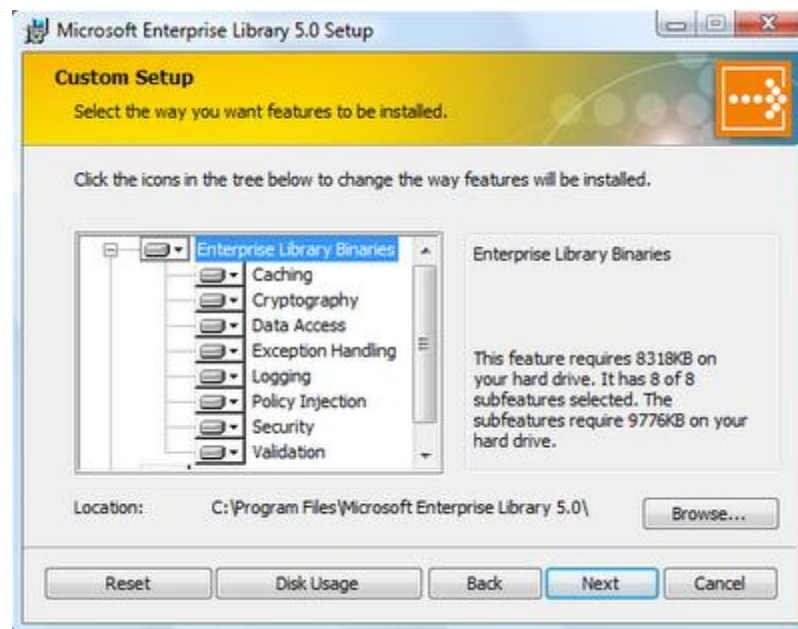 Microsoft Enterprise Library 5.0 Setup
Custom Setup
Select the way you want features to be installed.
Click the icons in the tree below to change the way features will be installed.
Enterprise Library Binaries
Caching
Cryptography
Data Access
Exception Handling
Logging
Policy Injection
Security
Validation
Enterprise Library Binaries
This feature requires 8318KB on
your hard drive. It has 8 of 8
subfeatures selected. The
subfeatures require 9776KB on your
hard drive.
Location: C:\Program Files\Microsoft Enterprise Library 5.0\ Browse...
Reset Disk Usage Back Next Cancel